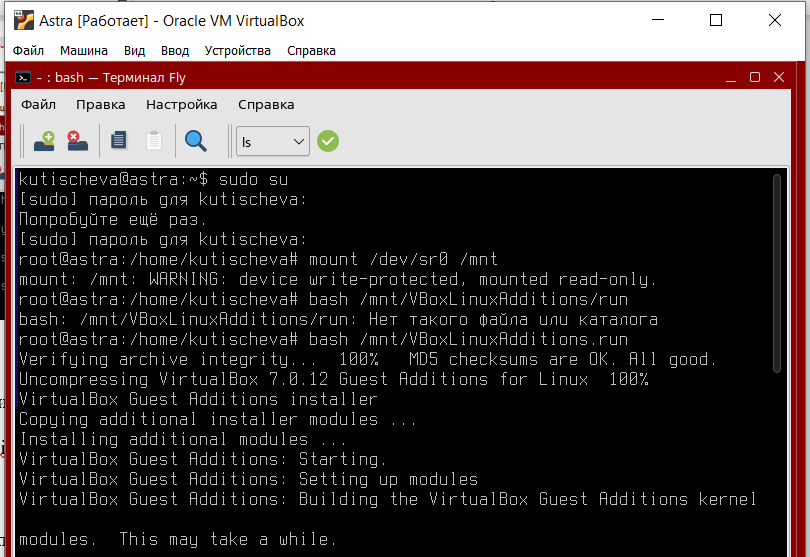 Astra [Работает] - Oracle VM VirtualBox
Файл Машина Вид Ввод Устройства Справка
- : bash — Терминал Fly
Файл Правка Настройка Справка
ls
kutischeva@astra:~$ sudo su
[sudo] пароль для kutischeva:
Попробуйте ещё раз.
[sudo] пароль для kutischeva:
root@astra:/home/kutischeva# mount /dev/sr0 /mnt
mount: /mnt: WARNING: device write-protected, mounted read-only.
root@astra:/home/kutischeva# bash /mnt/VBoxLinuxAdditions/run
bash: /mnt/VBoxLinuxAdditions/run: Нет такого файла или каталога
root@astra:/home/kutischeva# bash /mnt/VBoxLinuxAdditions.run
Verifying archive integrity... 100% MD5 checksums are OK. All good.
Uncompressing VirtualBox 7.0.12 Guest Additions for Linux 100%
VirtualBox Guest Additions installer
Copying additional installer modules ...
Installing additional modules ...
VirtualBox Guest Additions: Starting.
VirtualBox Guest Additions: Setting up modules
VirtualBox Guest Additions: Building the VirtualBox Guest Additions kernel
modules. This may take a while.